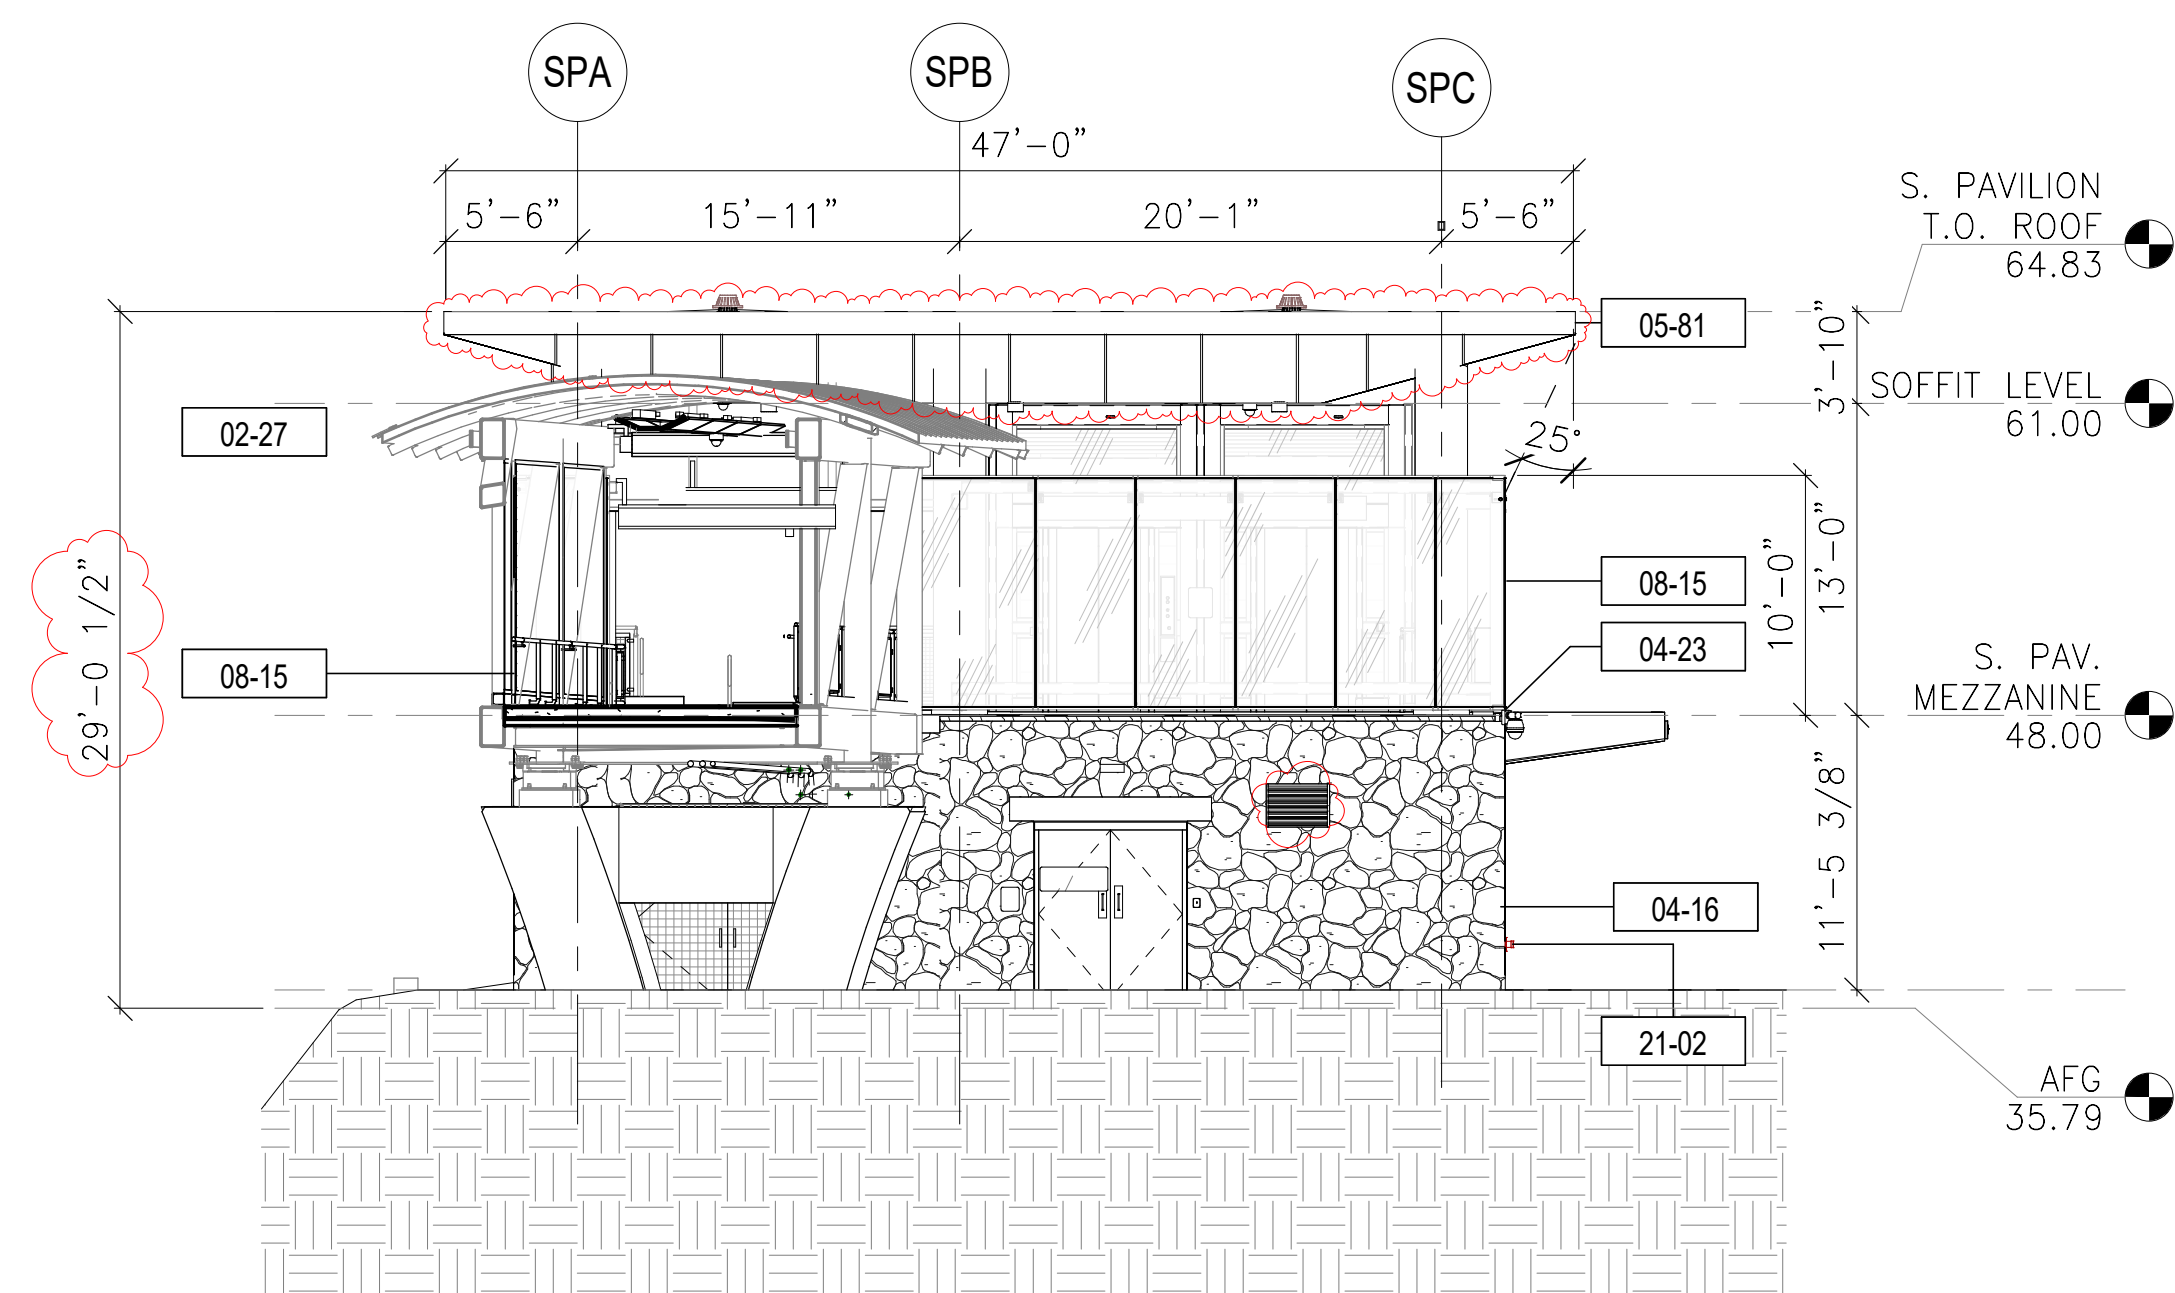 SPA
SPB
SPC
47'-0"
5'-6"
15'-11"
20'-1"
5'-6"
S. PAVILION
T.O. ROOF
64.83
05-81
3'-10"
SOFFIT LEVEL
61.00
02-27
25°
29'-0 1/2"
08-15
10'-0"
13'-0"
08-15
04-23
S. PAV.
MEZZANINE
48.00
11'-5 3/8"
04-16
21-02
AFG
35.79